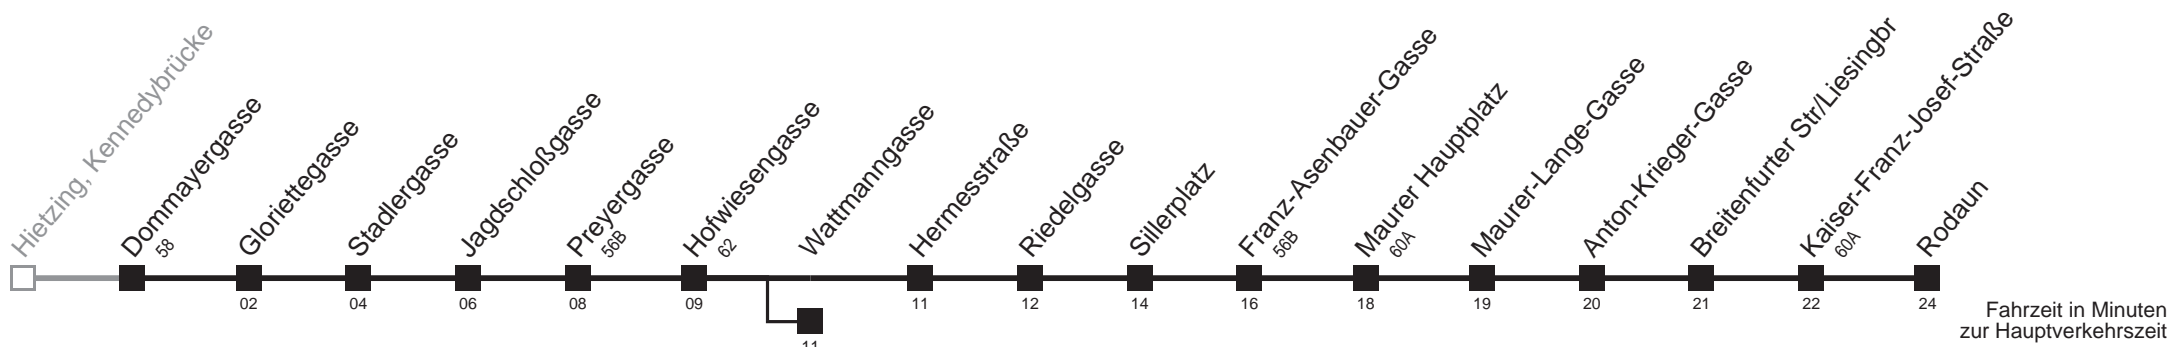 Hietzing, Kennedybrücke
Dommayergasse
58
Gloriettegasse
Stadlergasse
Jagdschloßgasse
Preyergasse
56B
Hofwiesengasse
62
Wattmanngasse
Hermesstraße
Riedelgasse
Sillerplatz
Franz-Asenbauer-Gasse
56B
Maurer Hauptplatz
60A
Maurer-Lange-Gasse
Anton-Krieger-Gasse
Breitenfurter Str/Liesingbr
Kaiser-Franz-Josef-Straße
60A
Rodaun
02 04 06 08 09 11 12 14 16 18 19 20 21 22 24
11
Fahrzeit in Minuten
zur Hauptverkehrszeit